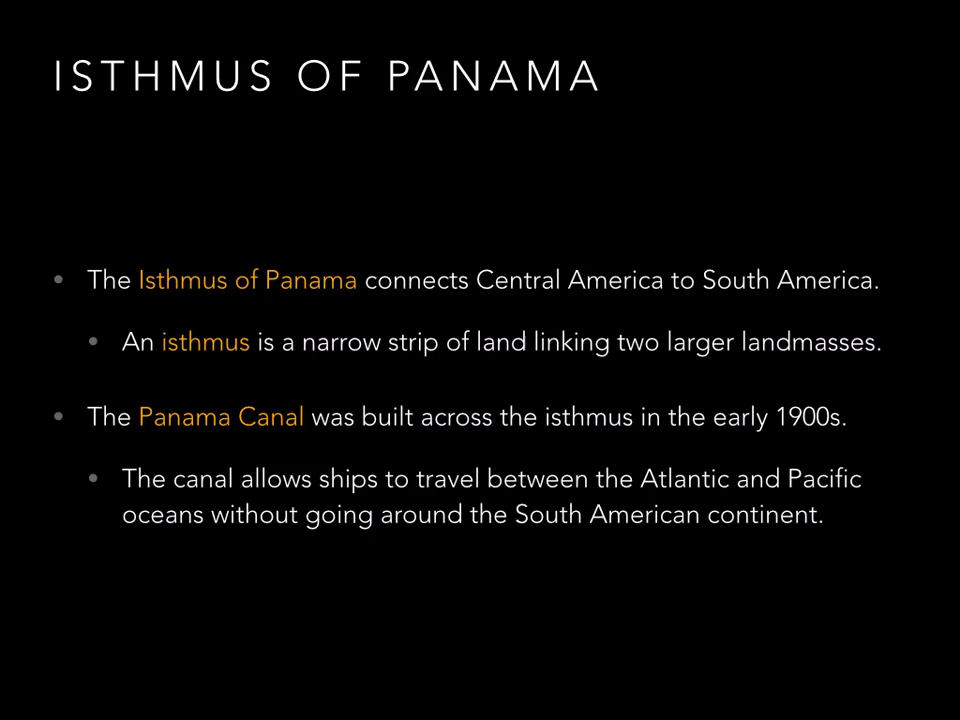 ISTHMUS OF PANAMA
• The Isthmus of Panama connects Central America to South America.
• An isthmus is a narrow strip of land linking two larger landmasses.
• The Panama Canal was built across the isthmus in the early 1900s.
• The canal allows ships to travel between the Atlantic and Pacific
oceans without going around the South American continent.